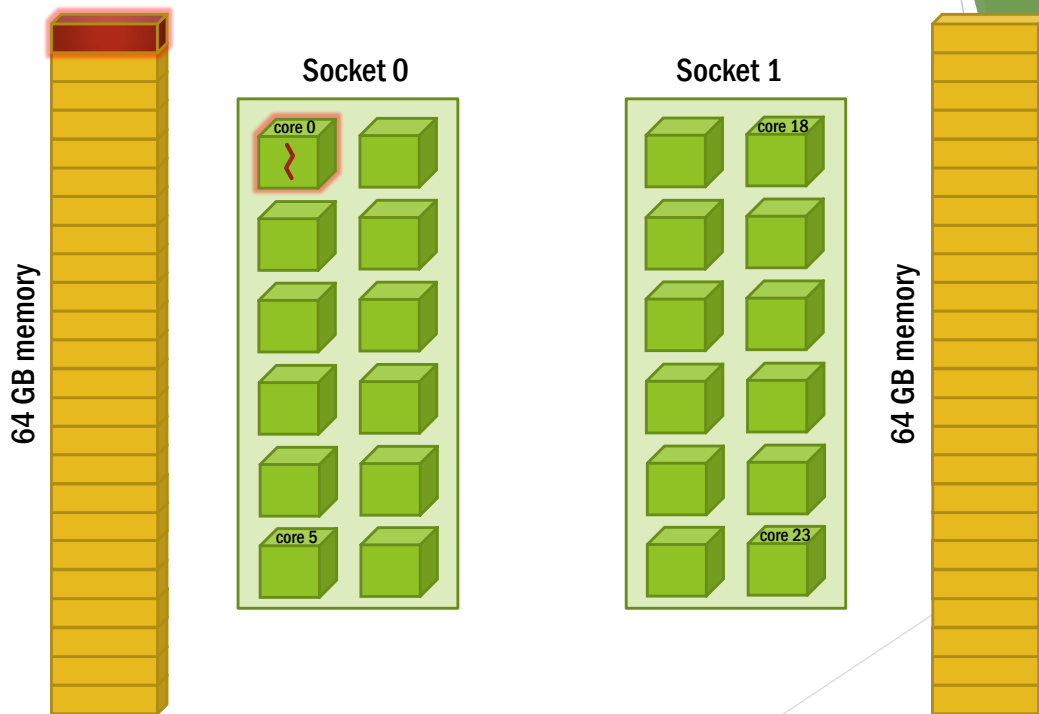 Socket 0
Socket 1
core 0
core 18
64 GB memory
64 GB memory
core 5
core 23